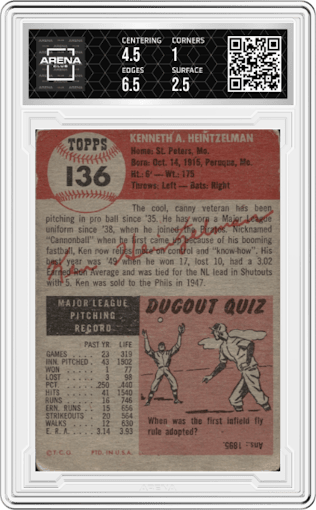 CENTERING CORNERS
4.5 1
EDGES SURFACE
6.5 2.5
ARENA
CLUB
TOPPS
136
KENNETH A. HEINTZELMAN
Home: St. Peters, Mo.
Born: Oct. 14, 1915, Peruque, Mo.
Ht.: 6' — Wt.: 175
Throws: Left — Bats: Right
The cool, canny veteran has been
pitching in pro ball since '35. He has worn a Major League
uniform since '38, when he joined the Nicknamed
"Cannonball" when he first came up because of his booming
fastball, Ken now relies on control and "know-how". His
best year was '49 when he won 17, lost 10, had a 3.02
Earned Run Average and was tied for the NL lead in Shutouts
with 5. Ken was sold to the Phils in 1947.
Ken Heintzelman
MAJOR LEAGUE
PITCHING
RECORD
PAST YR. LIFE
GAMES 23 319
INN. PITCHED 43 1502
WON 1 77
LOST 3 98
PCT. .250 .440
HITS 41 1540
RUNS 16 746
ERN. RUNS 15 656
STRIKEOUTS 20 564
WALKS 12 630
E. R. A. 3.14 3.93
©T.C.G. PTD. IN U.S.A.
DUGOUT QUIZ
When was the first infield fly
rule adopted?
Ans.: 1895
ARENA